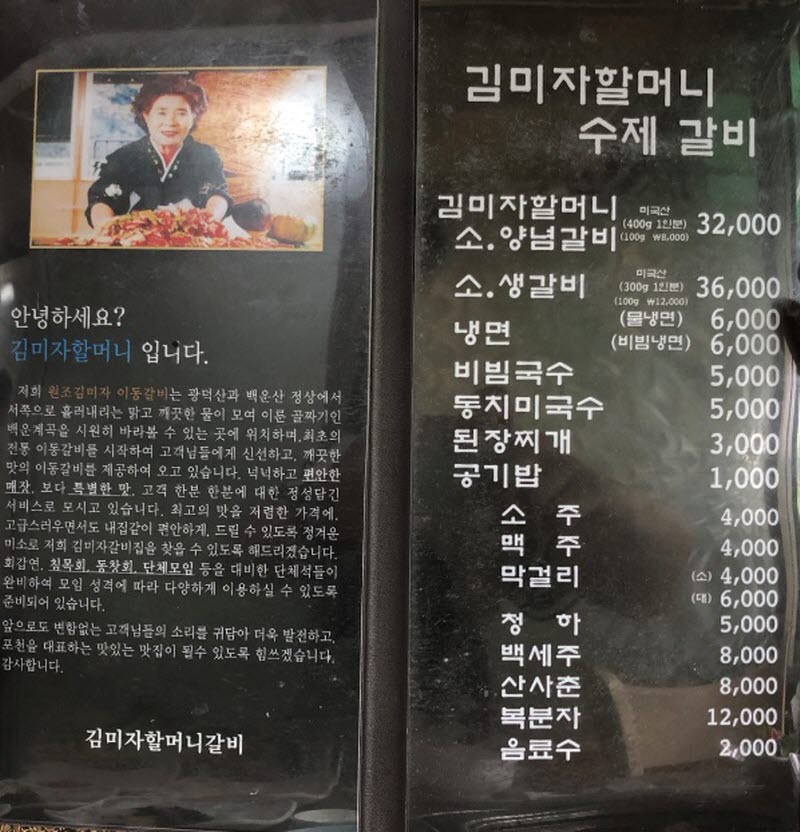 안녕하세요?
김미자할머니 입니다.
저희 원조김미자 이동갈비는 광덕산과 백운산 정상에서
서쪽으로 흘러내리는 맑고 깨끗한 물이 모여 이룬 골짜기인
백운계곡을 시원히 바라볼 수 있는 곳에 위치하며, 최초의
전통 이동갈비를 시작하여 고객님들에게 신선하고, 깨끗한
맛의 이동갈비를 제공하여 오고 있습니다. 넉넉하고 편안한
매장, 보다 특별한 맛, 고객 한분 한분에 대한 정성담긴
서비스로 모시고 있습니다. 최고의 맛을 저렴한 가격에,
고급스러우면서도 내집같이 편안하게, 드릴 수 있도록 정겨운
미소로 저희 김미자갈비집을 찾을 수 있도록 해드리겠습니다.
회갑연, 친목회, 동창회, 단체모임 등을 대비한 단체석들이
완비하여 모임 성격에 따라 다양하게 이용하실 수 있도록
준비되어 있습니다.
앞으로도 변함없는 고객님들의 소리를 귀담아 더욱 발전하고,
포천을 대표하는 맛있는 맛집이 될수 있도록 힘쓰겠습니다.
감사합니다.
김미자할머니갈비
김미자할머니
수제 갈비
김미자할머니 미국산
소.양념갈비 (400g 1인분) 32,000
(100g ₩8,000)
미국산
소.생갈비 (300g 1인분) 36,000
(100g ₩12,000)
냉면 (물냉면) 6,000
(비빔냉면) 6,000
비빔국수 5,000
동치미국수 5,000
된장찌개 3,000
공기밥 1,000
소 주 4,000
맥 주 4,000
막걸리 (소) 4,000
(대) 6,000
청 하 5,000
백세주 8,000
산사춘 8,000
복분자 12,000
음료수 2,000